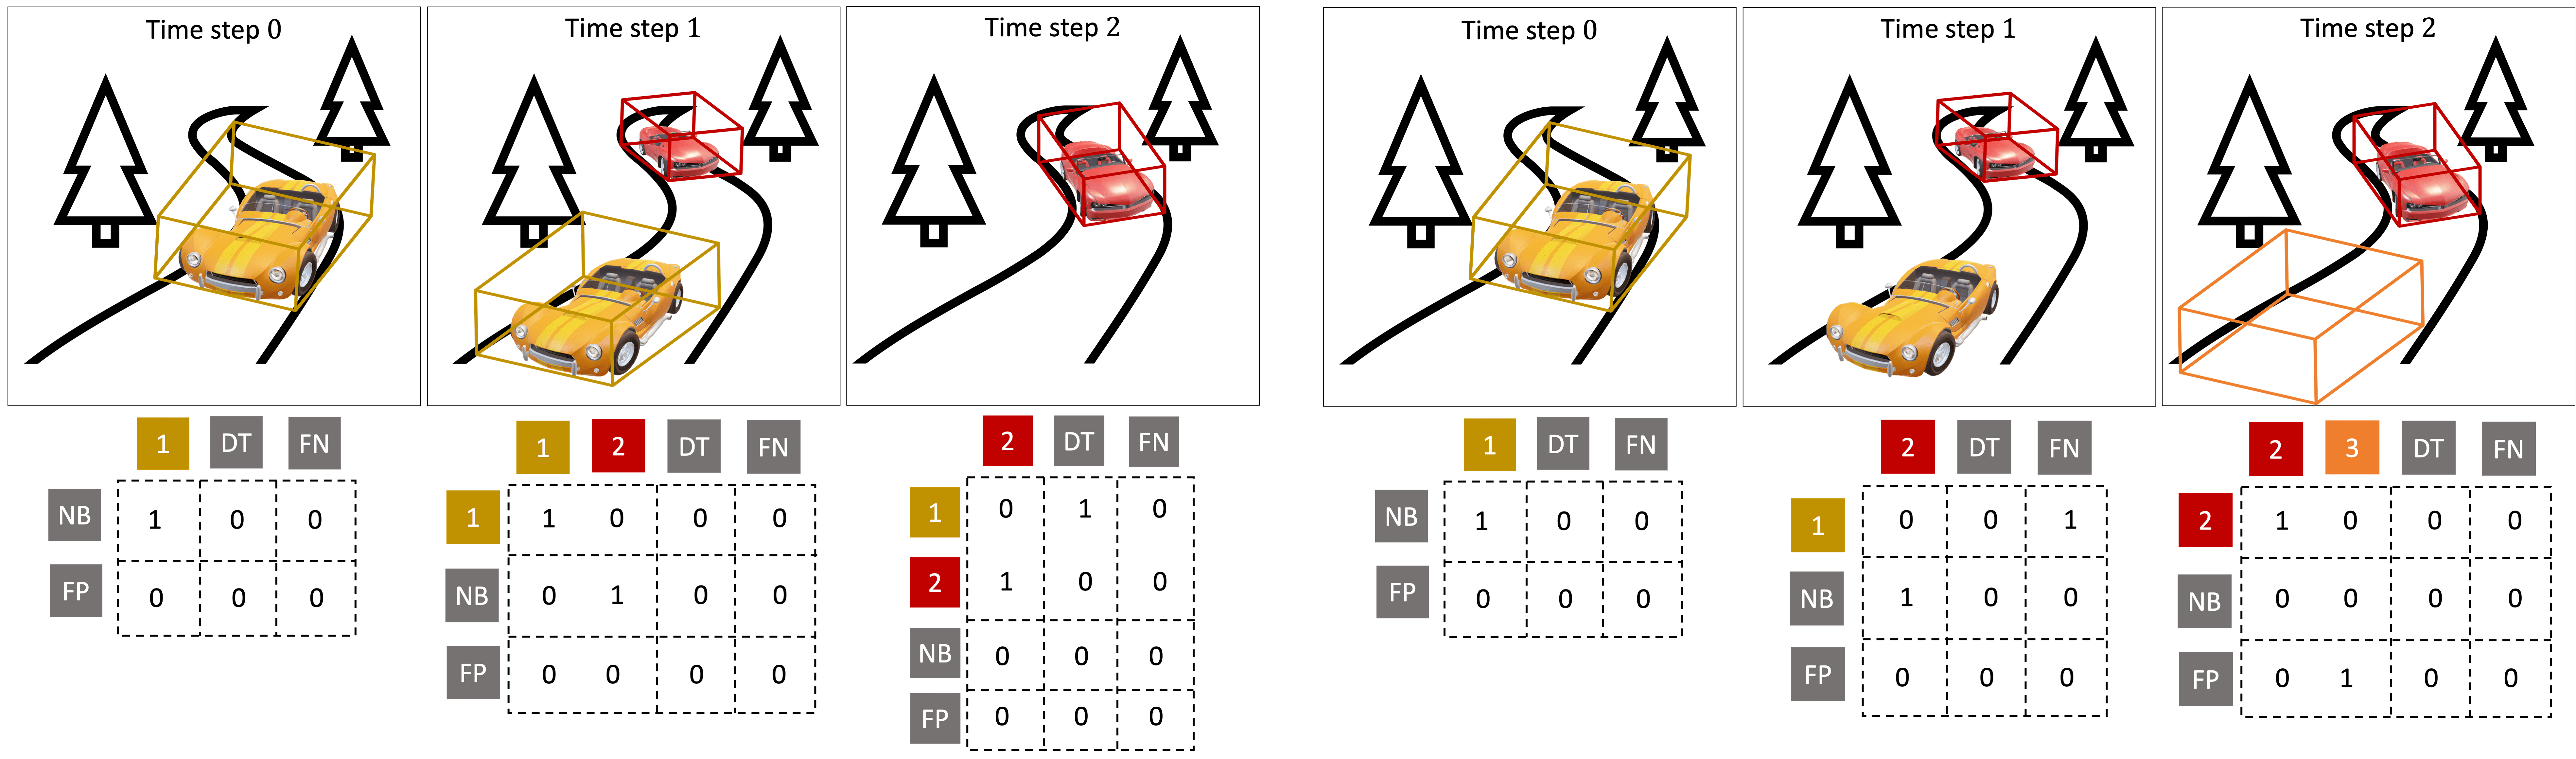 Time step 0
Time step 1
Time step 2
Time step 0
Time step 1
Time step 2
1 DT FN
NB 1 0 0
FP 0 0 0
1 2 DT FN
1 1 0 0 0
NB 0 1 0 0
FP 0 0 0 0
2 DT FN
1 0 1 0
2 1 0 0
NB 0 0 0
FP 0 0 0
1 DT FN
NB 1 0 0
FP 0 0 0
2 DT FN
1 0 0 1
NB 1 0 0
FP 0 0 0
2 3 DT FN
2 1 0 0 0
NB 0 0 0 0
FP 0 1 0 0